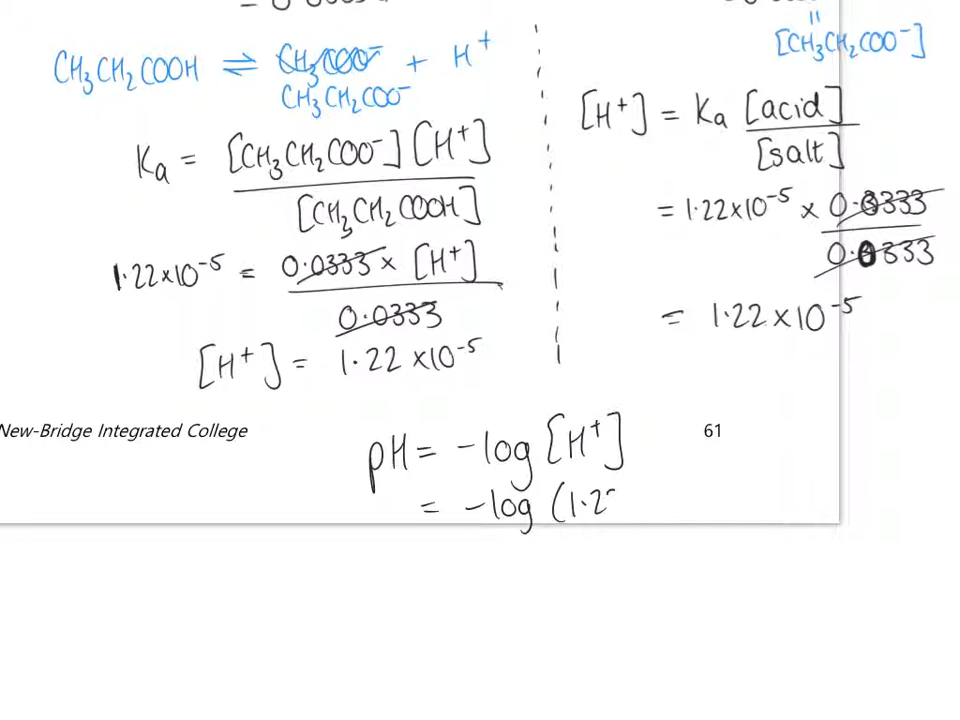 CH₃CH₂COOH ⇌ CH₃COO⁻ + H⁺
CH₃CH₂COO⁻
Ka = [CH₃CH₂COO⁻][H⁺]
[CH₃CH₂COOH]
1.22×10⁻⁵ = 0.0333 × [H⁺]
0.0333
[H⁺] = 1.22 ×10⁻⁵
[CH₃CH₂COO⁻]
[H⁺] = Ka [acid]
[salt]
= 1.22×10⁻⁵ × 0.0333
0.0333
= 1.22×10⁻⁵
New-Bridge Integrated College
61
pH = -log [H⁺]
= -log (1.2